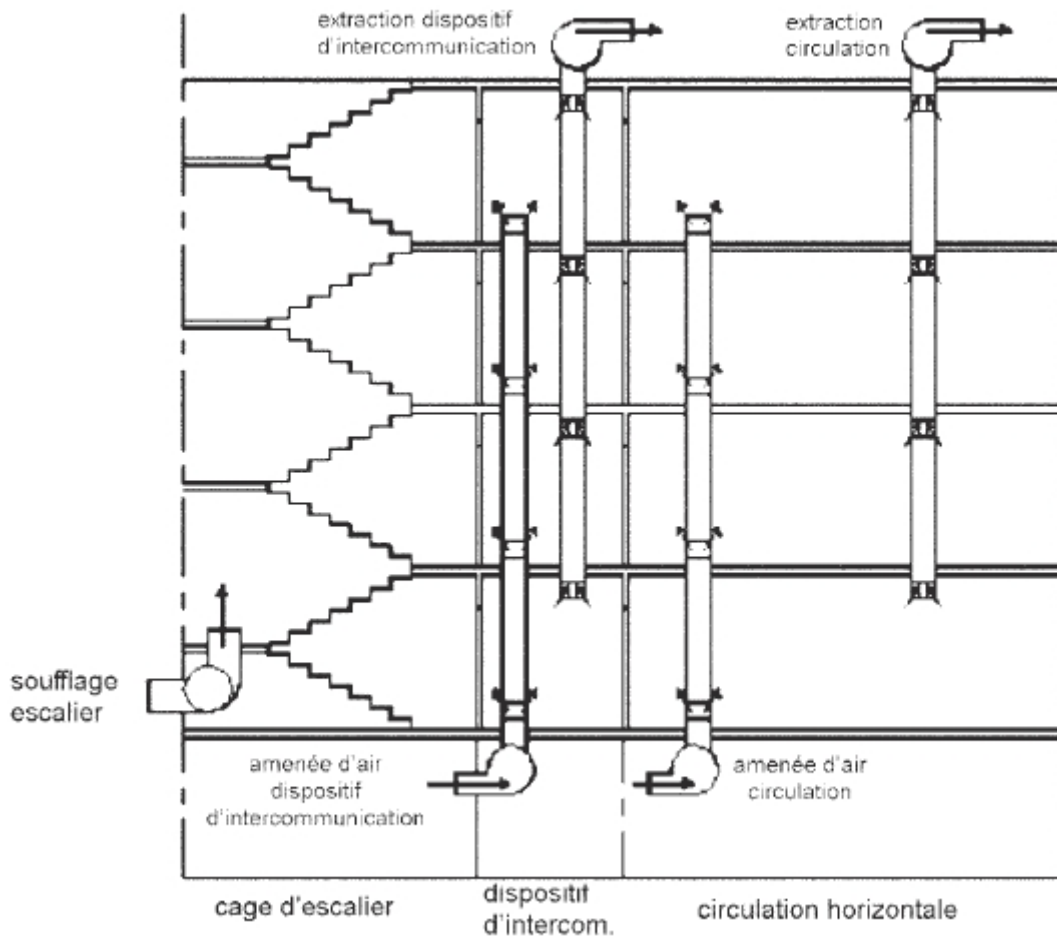 extraction dispositif
d'intercommunication
extraction
circulation
soufflage
escalier
amenée d'air
dispositif
d'intercommunication
amenée d'air
circulation
cage d'escalier
dispositif
d'intercom.
circulation horizontale